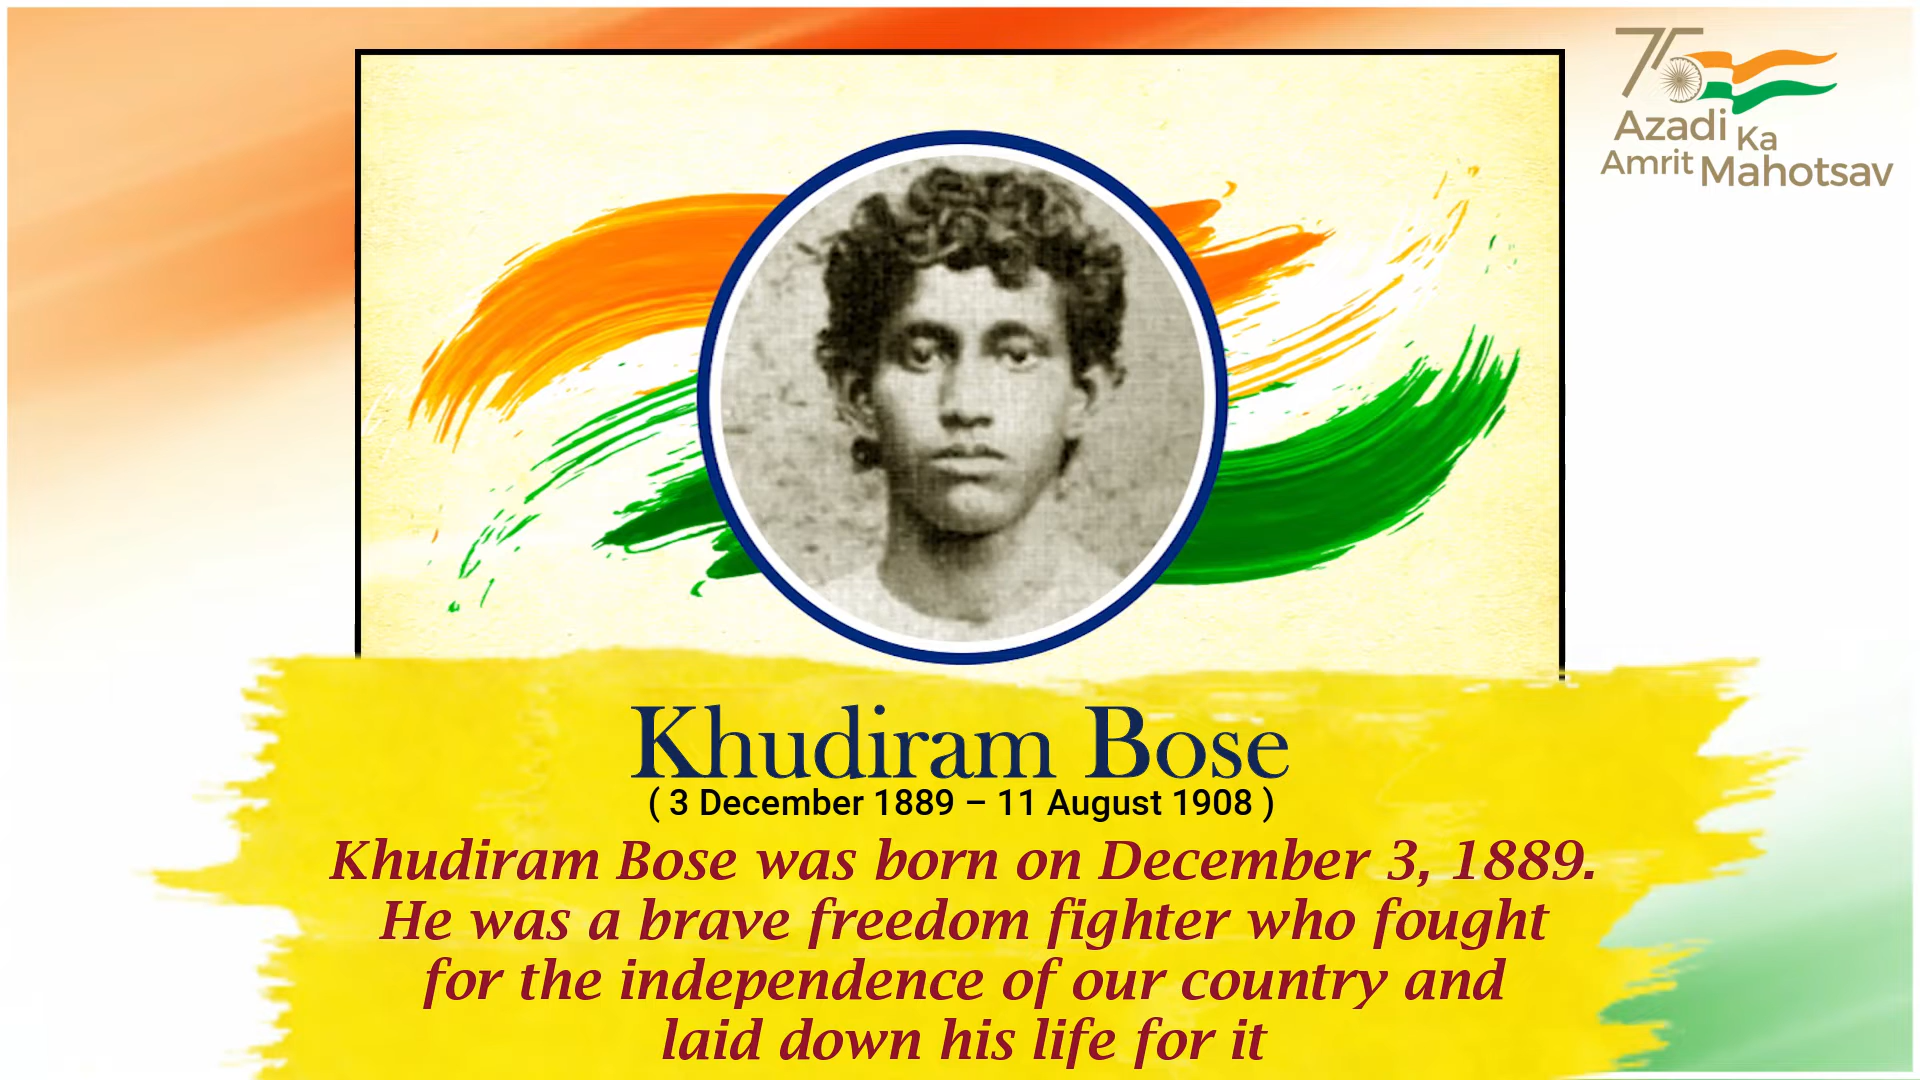 75
Azadi Ka
Amrit Mahotsav
Khudiram Bose
( 3 December 1889 – 11 August 1908 )
Khudiram Bose was born on December 3, 1889.
He was a brave freedom fighter who fought
for the independence of our country and
laid down his life for it